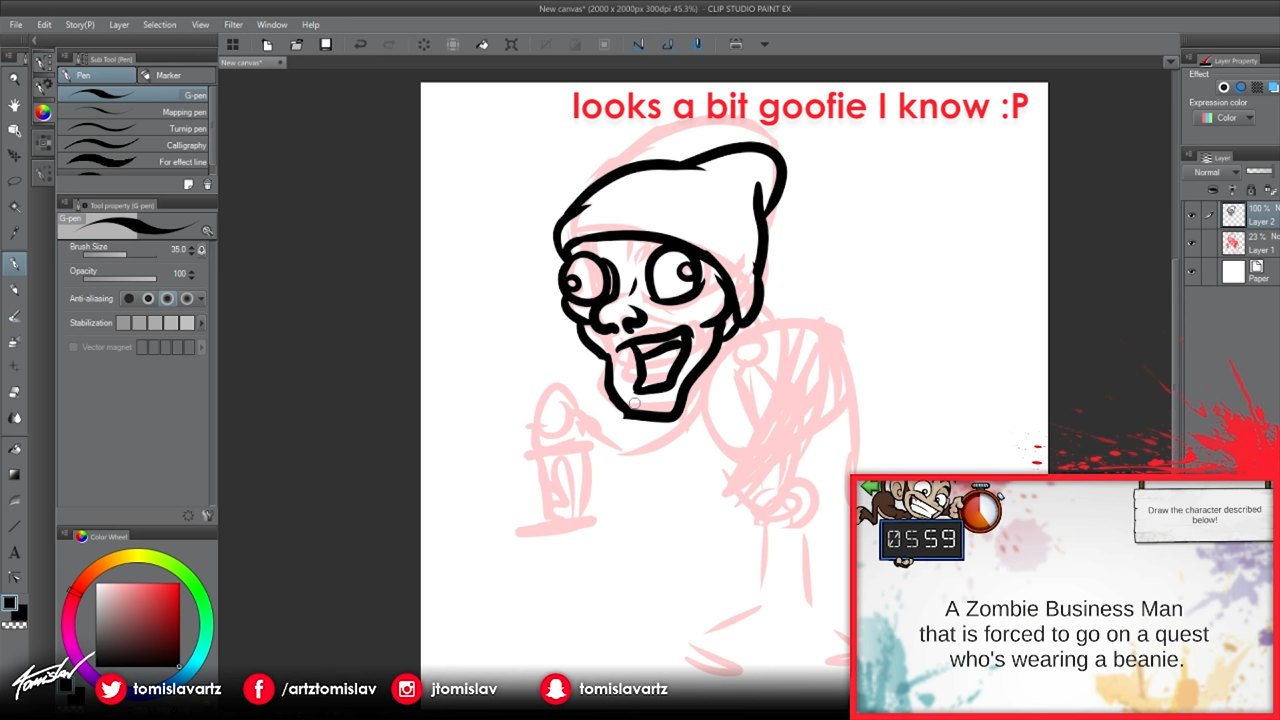 New canvas* (2000 x 2000px 300dpi 45.3%) - CLIP STUDIO PAINT EX
File Edit Story(P) Layer Selection View Filter Window Help
New canvas*
Sub Tool (Pen)
Pen Marker
G-pen
Mapping pen
Turnip pen
Calligraphy
For effect line
Tool property [G-pen]
G-pen
Brush Size 35.0
Opacity 100
Anti-aliasing
Stabilization
Vector magnet
Color Wheel
Layer Property
Effect
Expression color
Color
Layer
Normal
100 %
Layer 2
23 %
Layer 1
Paper
looks a bit goofie I know :P
05 59
Draw the character described
below!
A Zombie Business Man
that is forced to go on a quest
who's wearing a beanie.
Tomislav
tomislavartz /artztomislav jtomislav tomislavartz